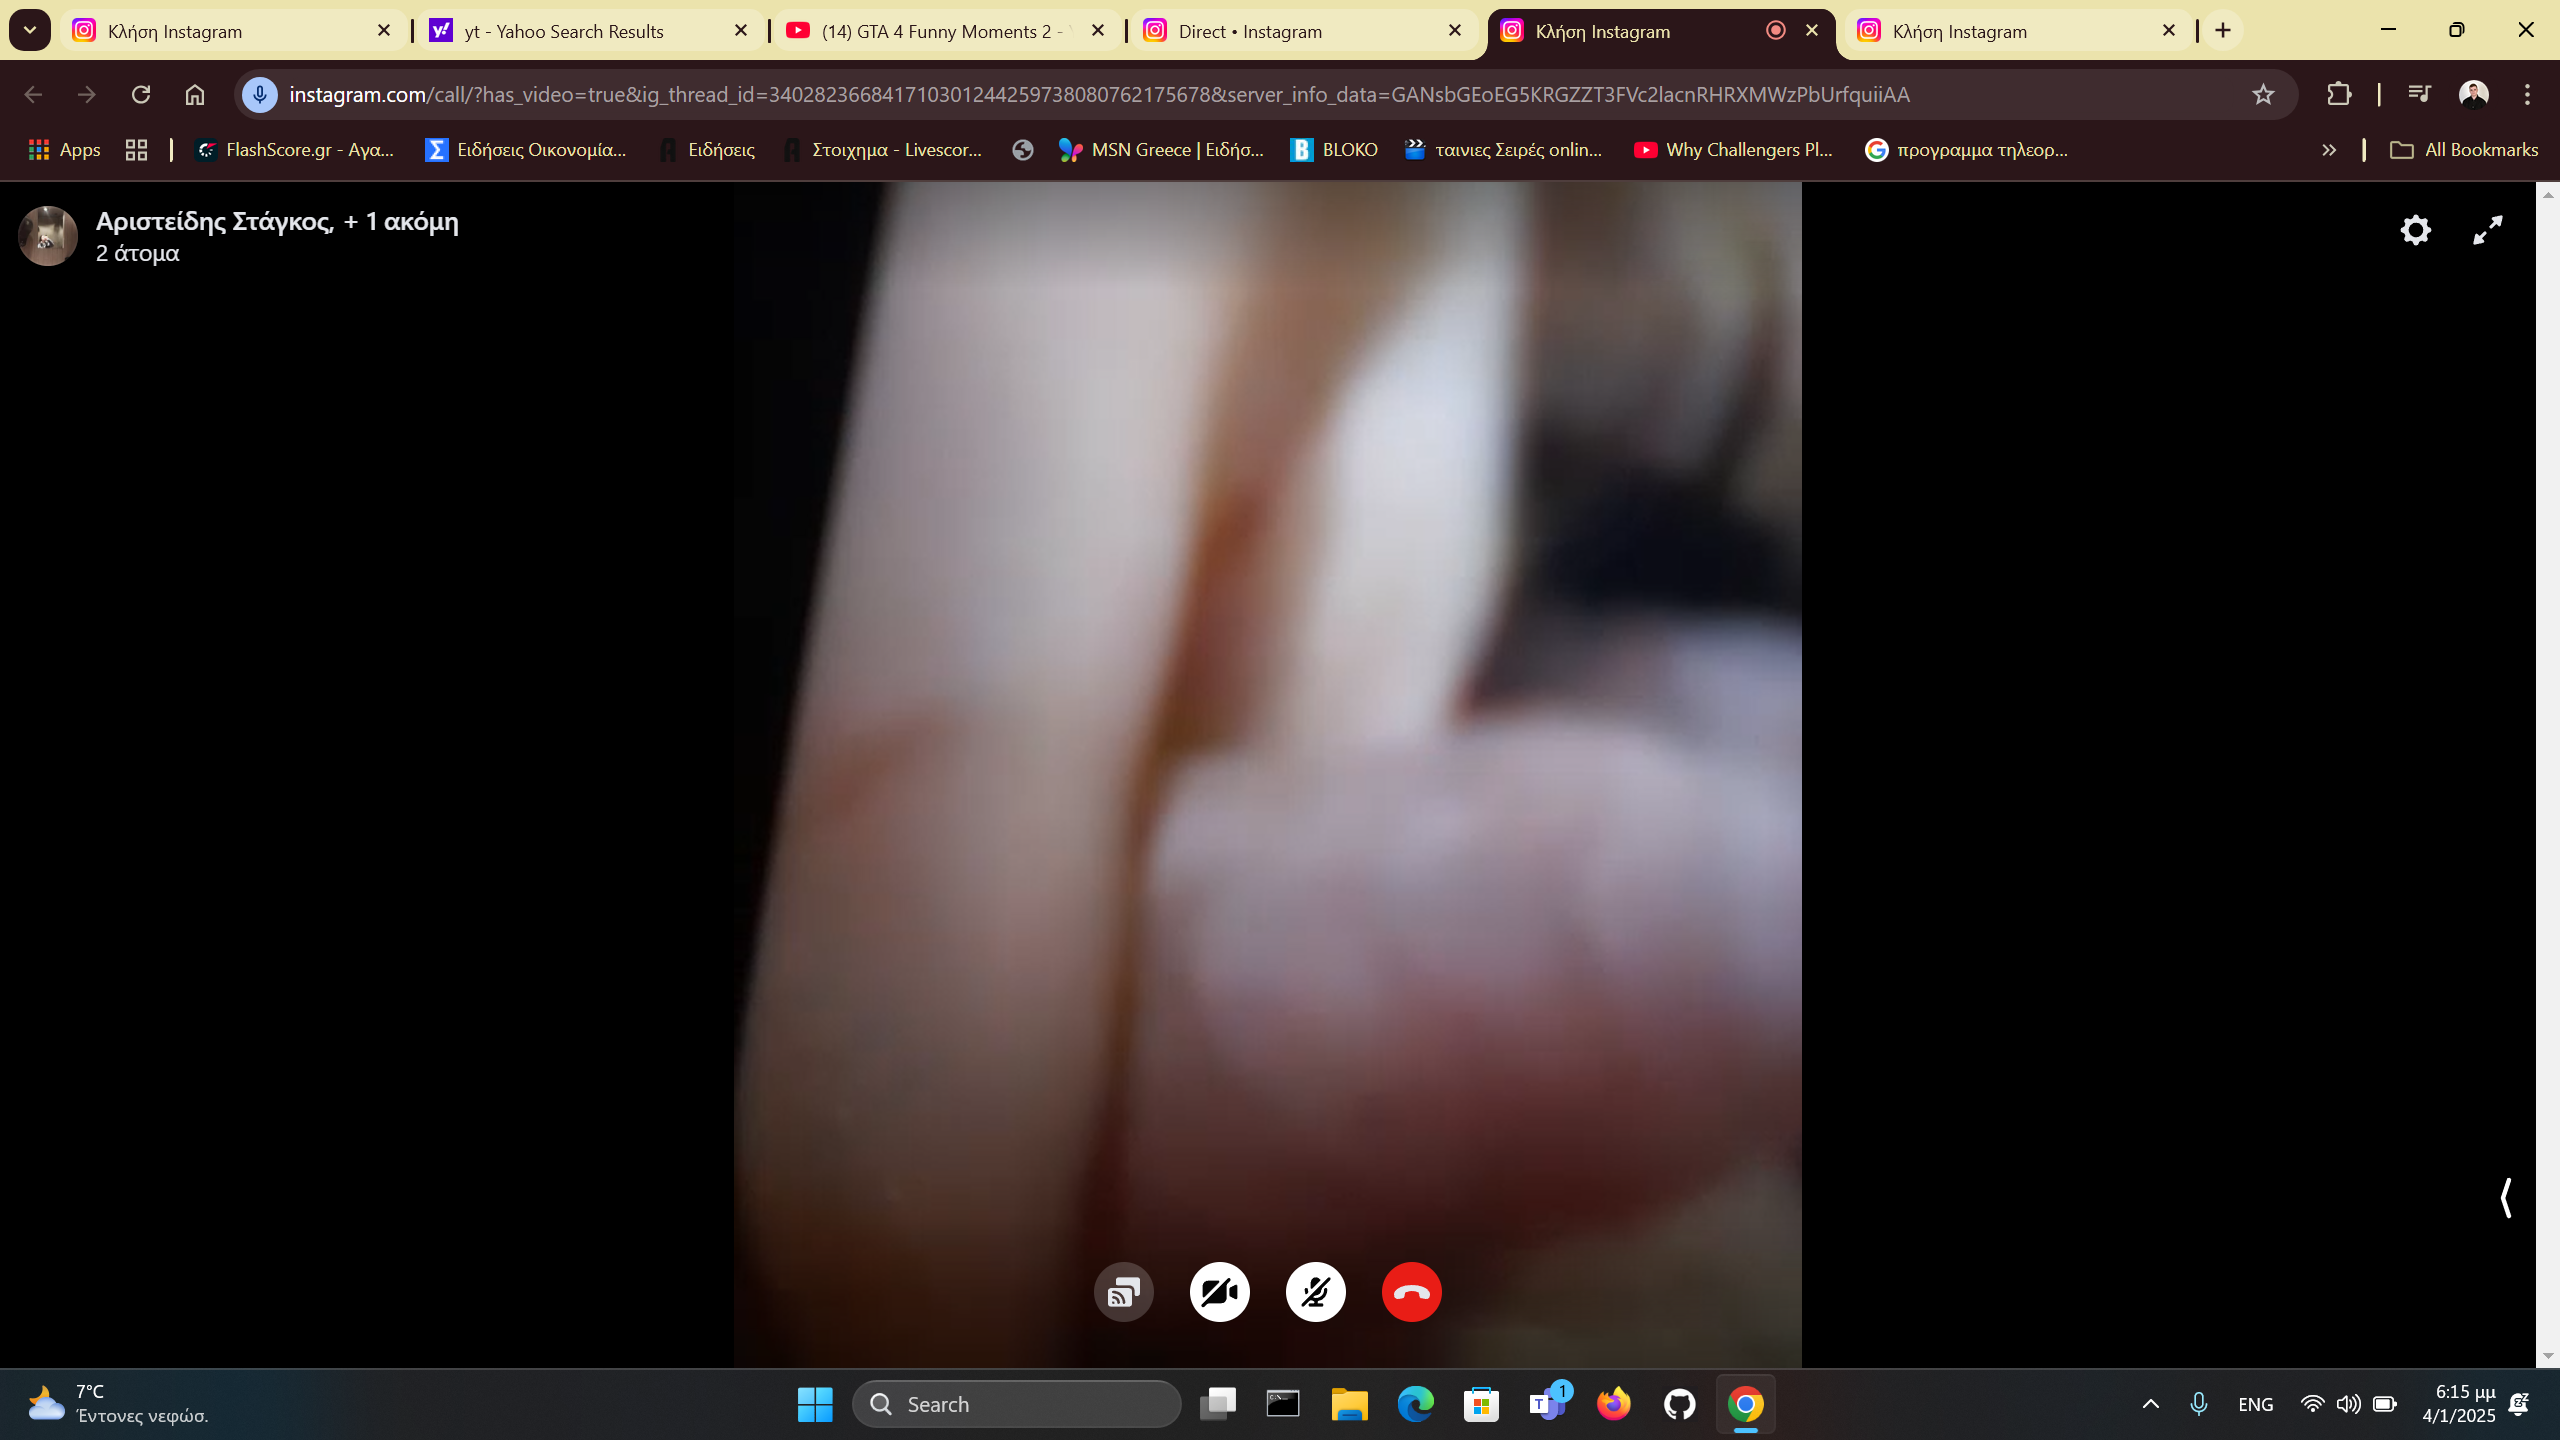 Κλήση Instagram
yt - Yahoo Search Results
(14) GTA 4 Funny Moments 2 -
Direct • Instagram
Κλήση Instagram
Κλήση Instagram
instagram.com/call/?has_video=true&ig_thread_id=34028236684171030124425973808076217​5678&server_info_data=GANsbGEoEG5KRGZZT3FVc2lacnRHRXMWzPbUrfquiiAA
Apps
FlashScore.gr - Αγα...
Ειδήσεις Οικονομία...
Ειδήσεις
Στοιχημα - Livescor...
MSN Greece | Ειδήσ...
BLOKO
ταινιες Σειρές onlin...
Why Challengers Pl...
προγραμμα τηλεορ...
All Bookmarks
Αριστείδης Στάγκος, + 1 ακόμη
2 άτομα
7°C
Έντονες νεφώσ.
Search
1
ENG
6:15 μμ
4/1/2025